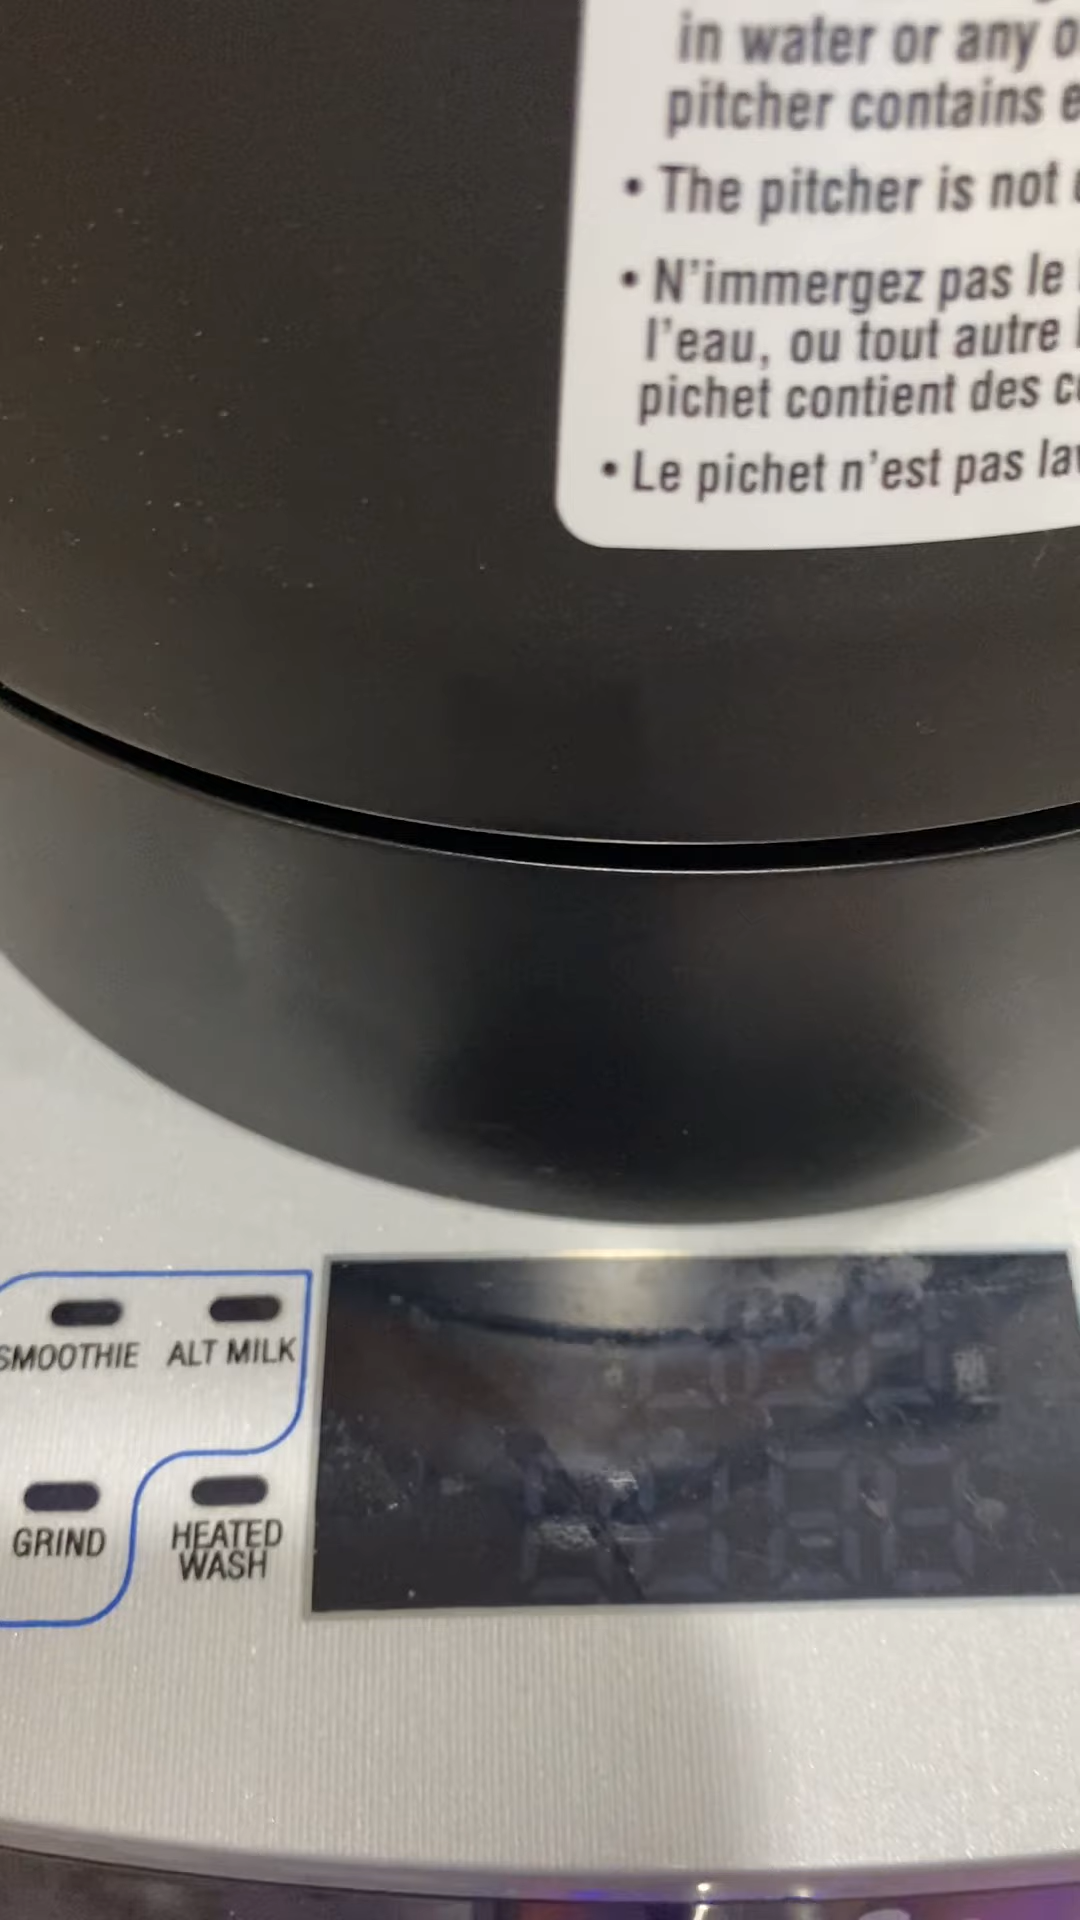 in water or any
pitcher contains
• The pitcher is not
• N'immergez pas le
l'eau, ou tout autre
pichet contient des
• Le pichet n'est pas
SMOOTHIE ALT MILK
GRIND HEATED
WASH